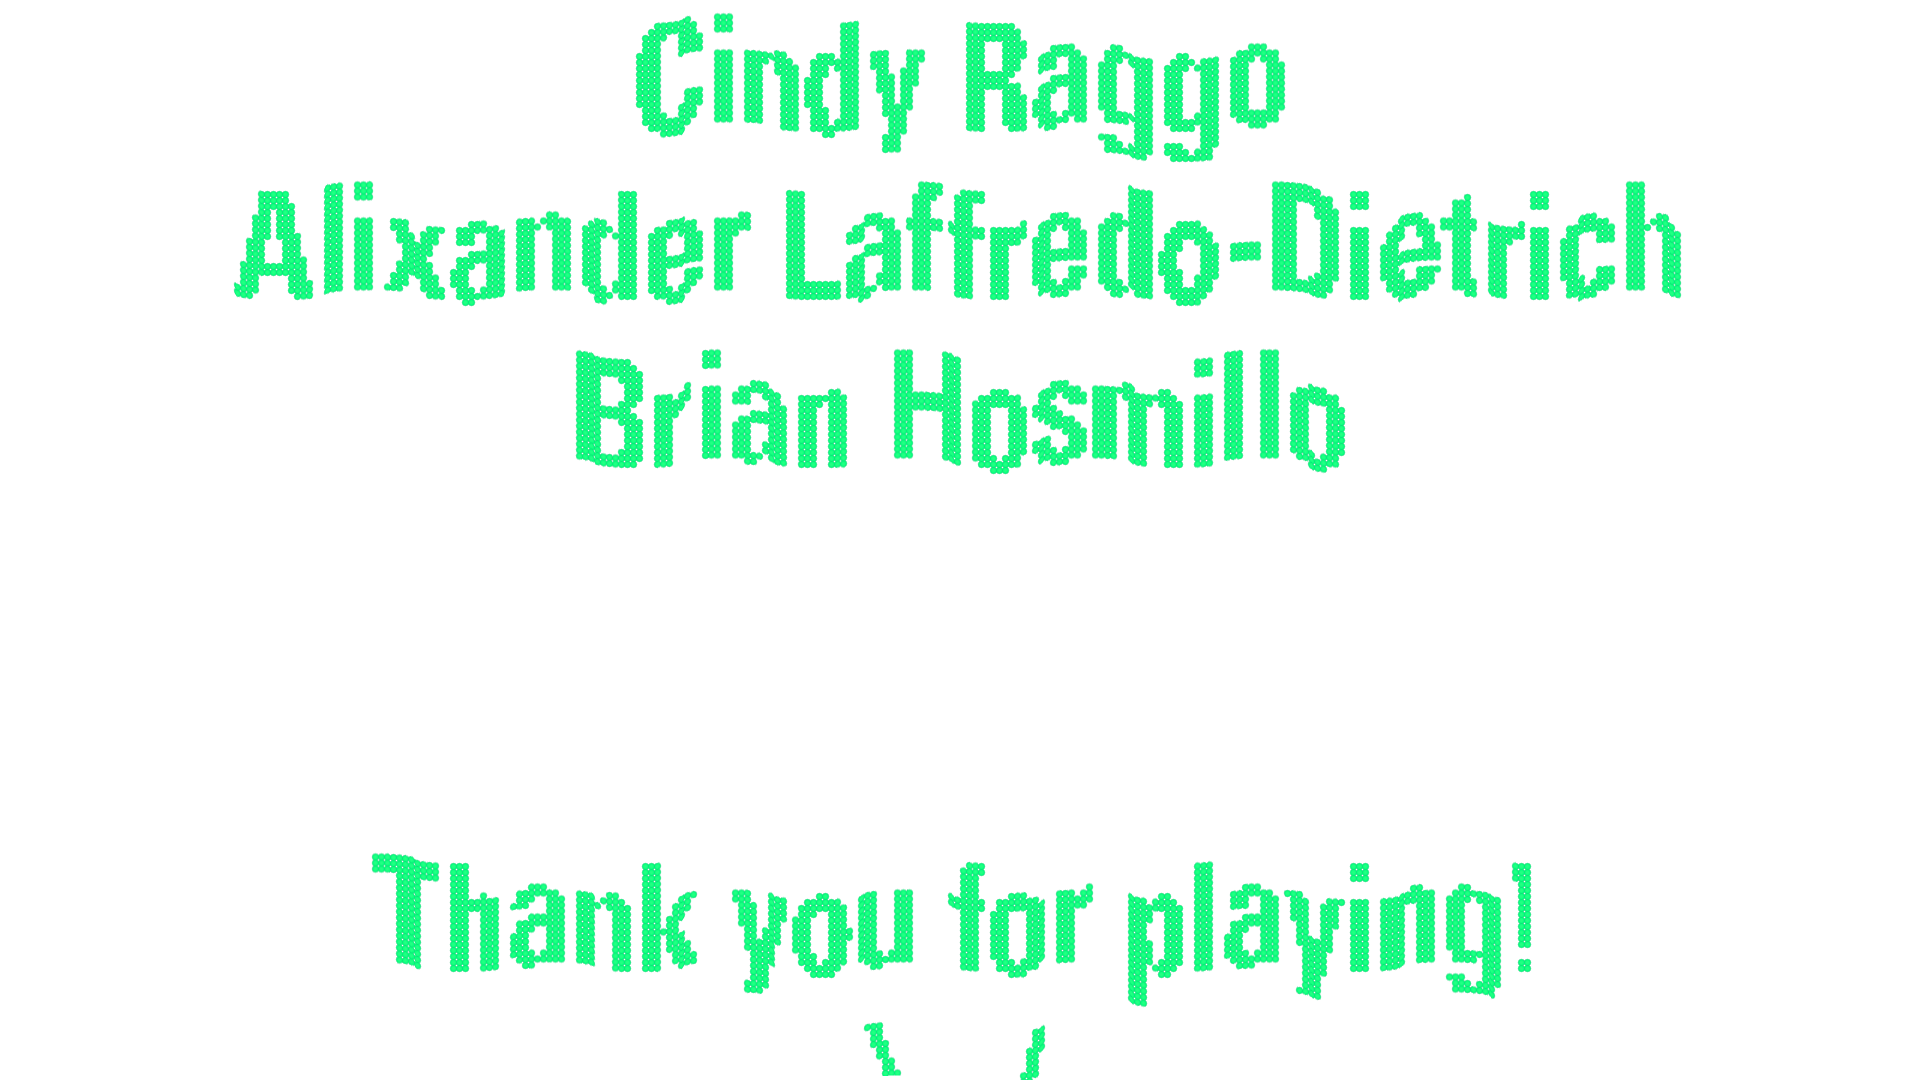 Cindy Raggo
Alixander Laffredo-Dietrich
Brian Hosmillo
Thank you for playing!